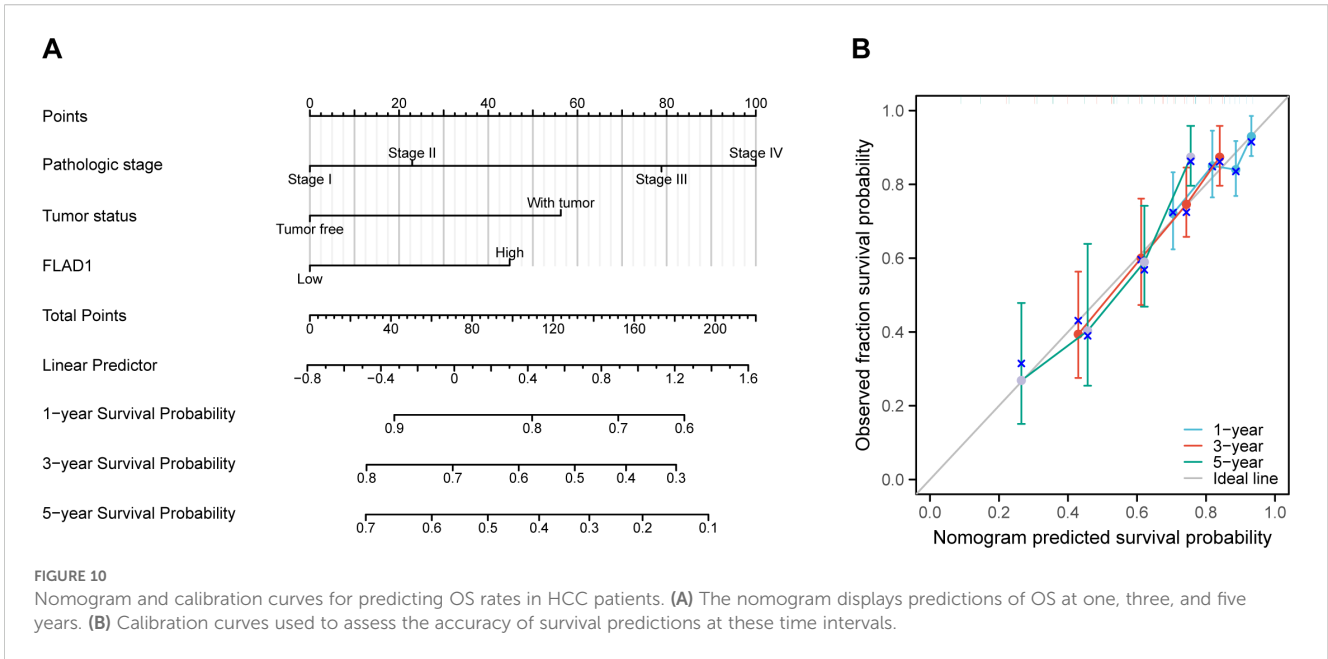 A
B
Points
0 20 40 60 80 100
Pathologic stage
Stage II Stage IV
Stage I Stage III
Tumor status
With tumor
Tumor free
FLAD1
High
Low
Total Points
0 40 80 120 160 200
Linear Predictor
−0.8 −0.4 0 0.4 0.8 1.2 1.6
1−year Survival Probability
0.9 0.8 0.7 0.6
3−year Survival Probability
0.8 0.7 0.6 0.5 0.4 0.3
5−year Survival Probability
0.7 0.6 0.5 0.4 0.3 0.2 0.1
Observed fraction survival probability
1.0
0.8
0.6
0.4
0.2
0.0
1−year
3−year
5−year
Ideal line
0.0 0.2 0.4 0.6 0.8 1.0
Nomogram predicted survival probability
FIGURE 10
Nomogram and calibration curves for predicting OS rates in HCC patients. (A) The nomogram displays predictions of OS at one, three, and five
years. (B) Calibration curves used to assess the accuracy of survival predictions at these time intervals.